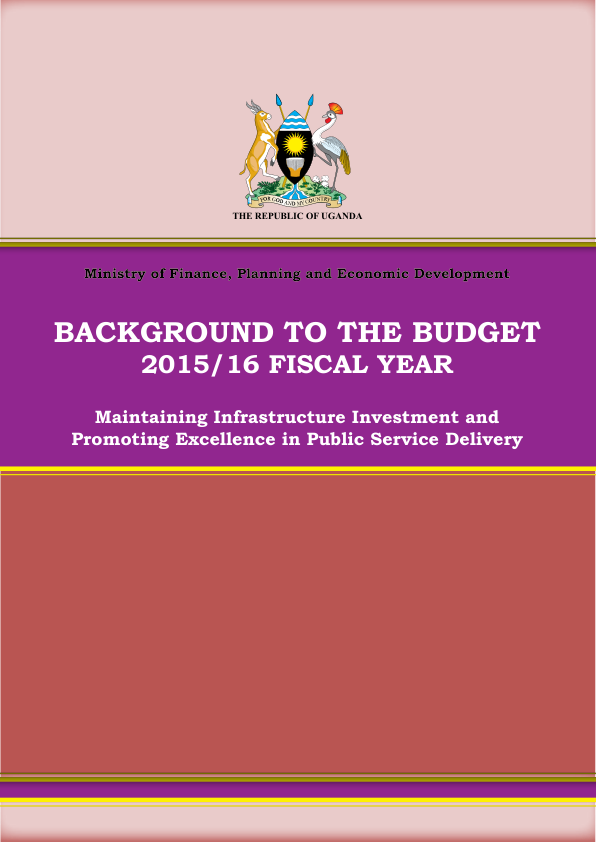 FOR GOD AND MY COUNTRY
THE REPUBLIC OF UGANDA
Ministry of Finance, Planning and Economic Development
BACKGROUND TO THE BUDGET
2015/16 FISCAL YEAR
Maintaining Infrastructure Investment and
Promoting Excellence in Public Service Delivery